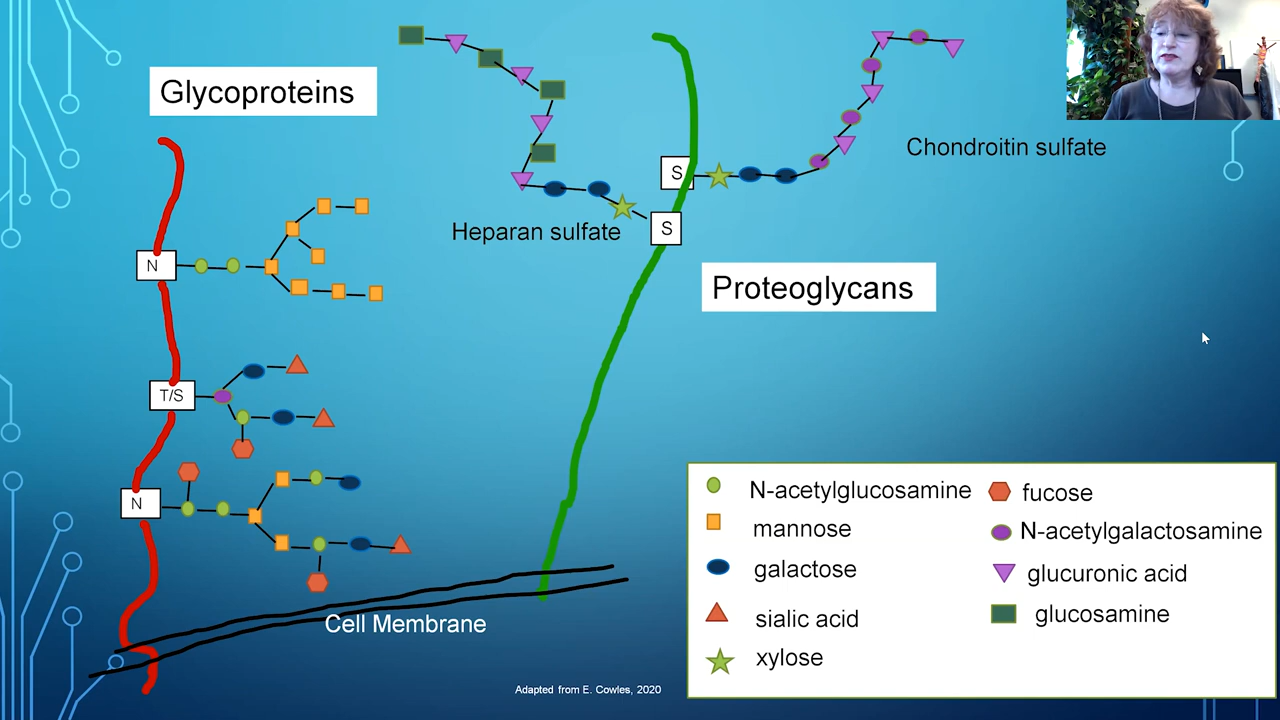 Glycoproteins
Chondroitin sulfate
S
Heparan sulfate
S
N
Proteoglycans
T/S
N
N-acetylglucosamine
fucose
mannose
N-acetylgalactosamine
galactose
glucuronic acid
sialic acid
glucosamine
xylose
Cell Membrane
Adapted from E. Cowles, 2020